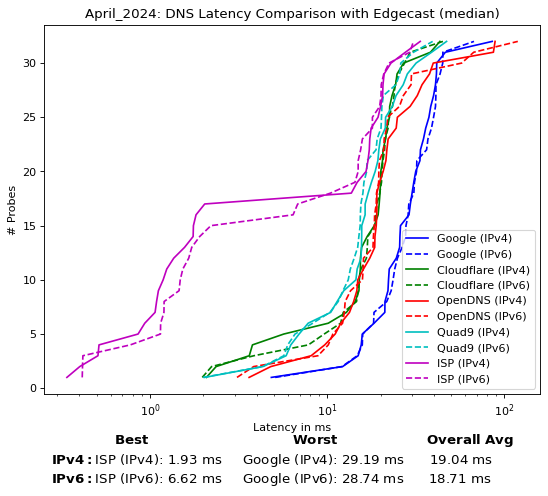 April_2024: DNS Latency Comparison with Edgecast (median)
# Probes
30
25
20
15
10
5
0
Google (IPv4)
Google (IPv6)
Cloudflare (IPv4)
Cloudflare (IPv6)
OpenDNS (IPv4)
OpenDNS (IPv6)
Quad9 (IPv4)
Quad9 (IPv6)
ISP (IPv4)
ISP (IPv6)
10⁰ 10¹ 10²
Latency in ms
Best Worst Overall Avg
IPv4: ISP (IPv4): 1.93 ms Google (IPv4): 29.19 ms 19.04 ms
IPv6: ISP (IPv6): 6.62 ms Google (IPv6): 28.74 ms 18.71 ms